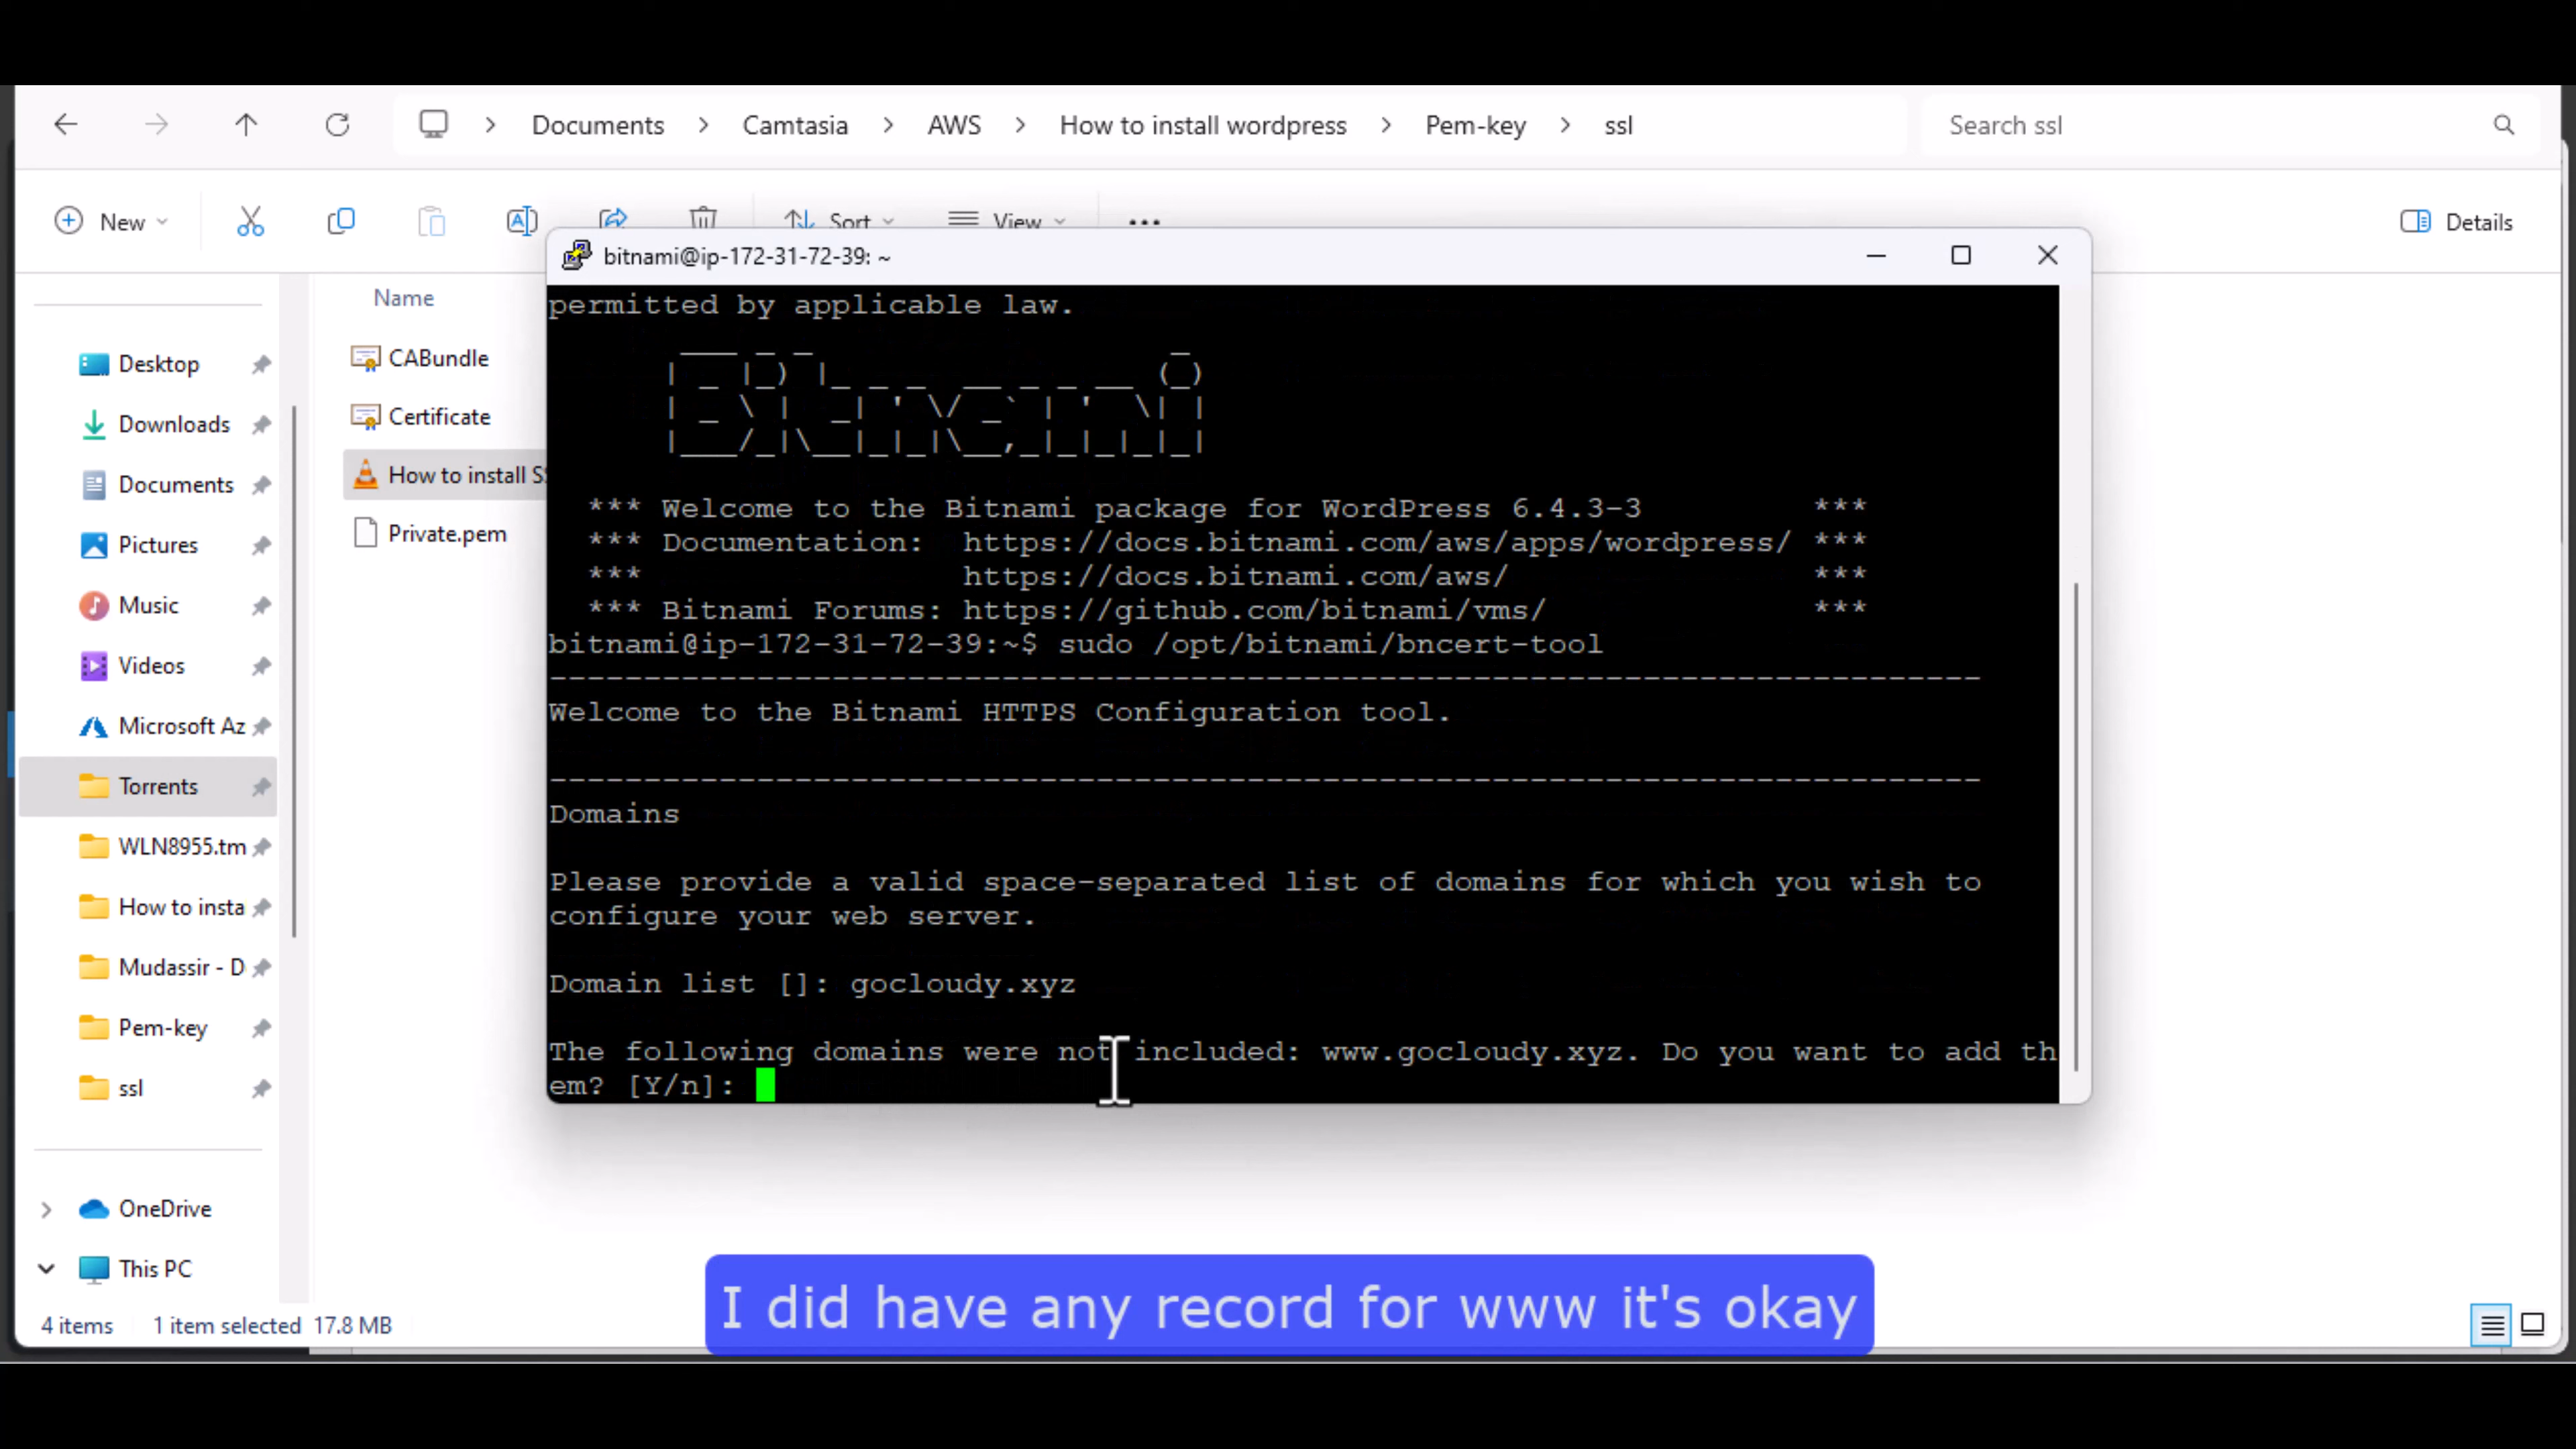 Documents > Camtasia > AWS > How to install wordpress > Pem-key > ssl
Search ssl
New
Sort
View
Details
Name
Desktop
Downloads
Documents
Pictures
Music
Videos
Microsoft Az
Torrents
WLN8955.tm
How to insta
Mudassir - D
Pem-key
ssl
OneDrive
This PC
CABundle
Certificate
How to install S
Private.pem
bitnami@ip-172-31-72-39: ~
permitted by applicable law.
Bitnami
*** Welcome to the Bitnami package for WordPress 6.4.3-3 ***
*** Documentation: https://docs.bitnami.com/aws/apps/wordpress/ ***
*** https://docs.bitnami.com/aws/ ***
*** Bitnami Forums: https://github.com/bitnami/vms/ ***
bitnami@ip-172-31-72-39:~$ sudo /opt/bitnami/bncert-tool
----------------------------------------------------------------------------
Welcome to the Bitnami HTTPS Configuration tool.
----------------------------------------------------------------------------
Domains
Please provide a valid space-separated list of domains for which you wish to
configure your web server.
Domain list []: gocloudy.xyz
The following domains were not included: www.gocloudy.xyz. Do you want to add th
em? [Y/n]:
I did have any record for www it's okay
4 items 1 item selected 17.8 MB